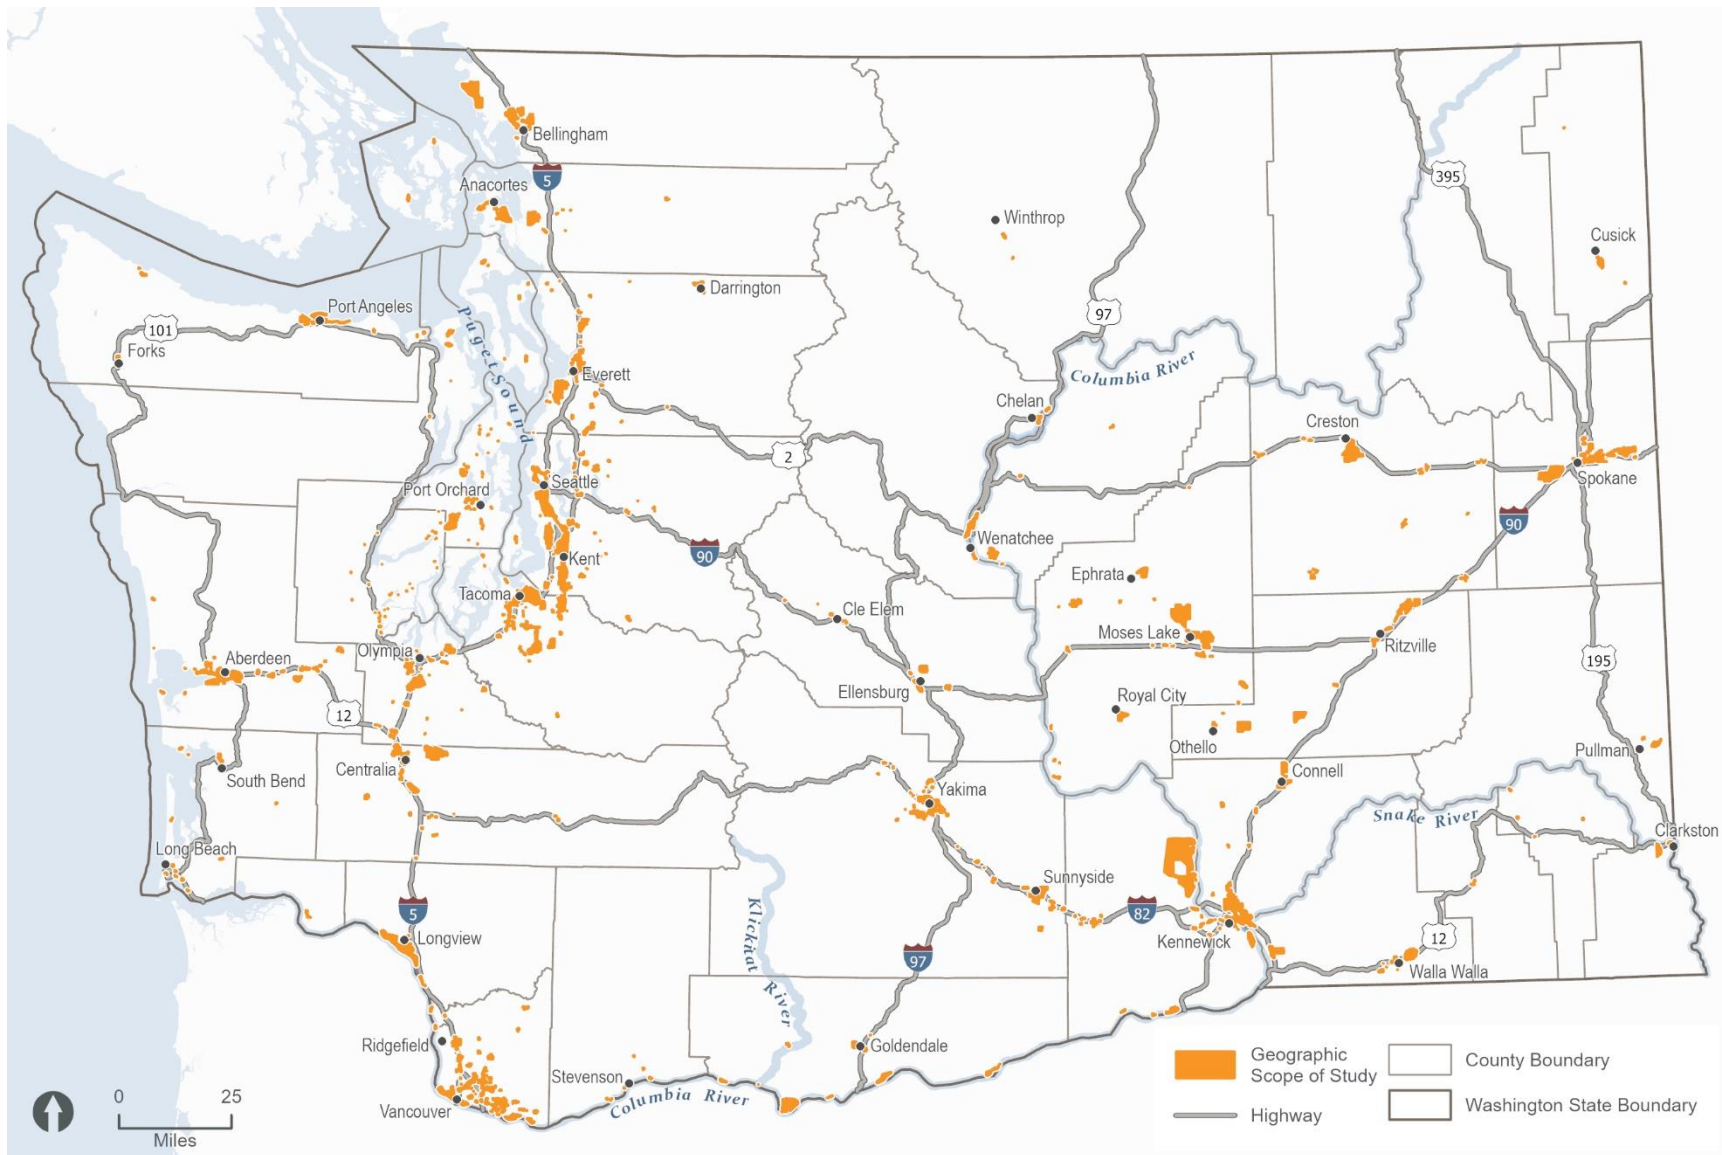 Bellingham
5
Anacortes
395
Winthrop
Cusick
Darrington
Port Angeles
97
101
Forks
Puget Sound
Everett
Columbia River
Chelan
Creston
2
Spokane
Seattle
Port Orchard
90
Wenatchee
90
Kent
Ephrata
Tacoma
Cle Elem
Moses Lake
Ritzville
Olympia
Aberdeen
195
Ellensburg
Royal City
12
Othello
Pullman
Centralia
South Bend
Connell
Yakima
Snake River
Clarkston
Long Beach
Sunnyside
5
82
Klickitat River
Longview
Kennewick
12
97
Walla Walla
Ridgefield
Goldendale
Stevenson
Columbia River
Vancouver
0 25
Miles
Geographic
Scope of Study
Highway
County Boundary
Washington State Boundary